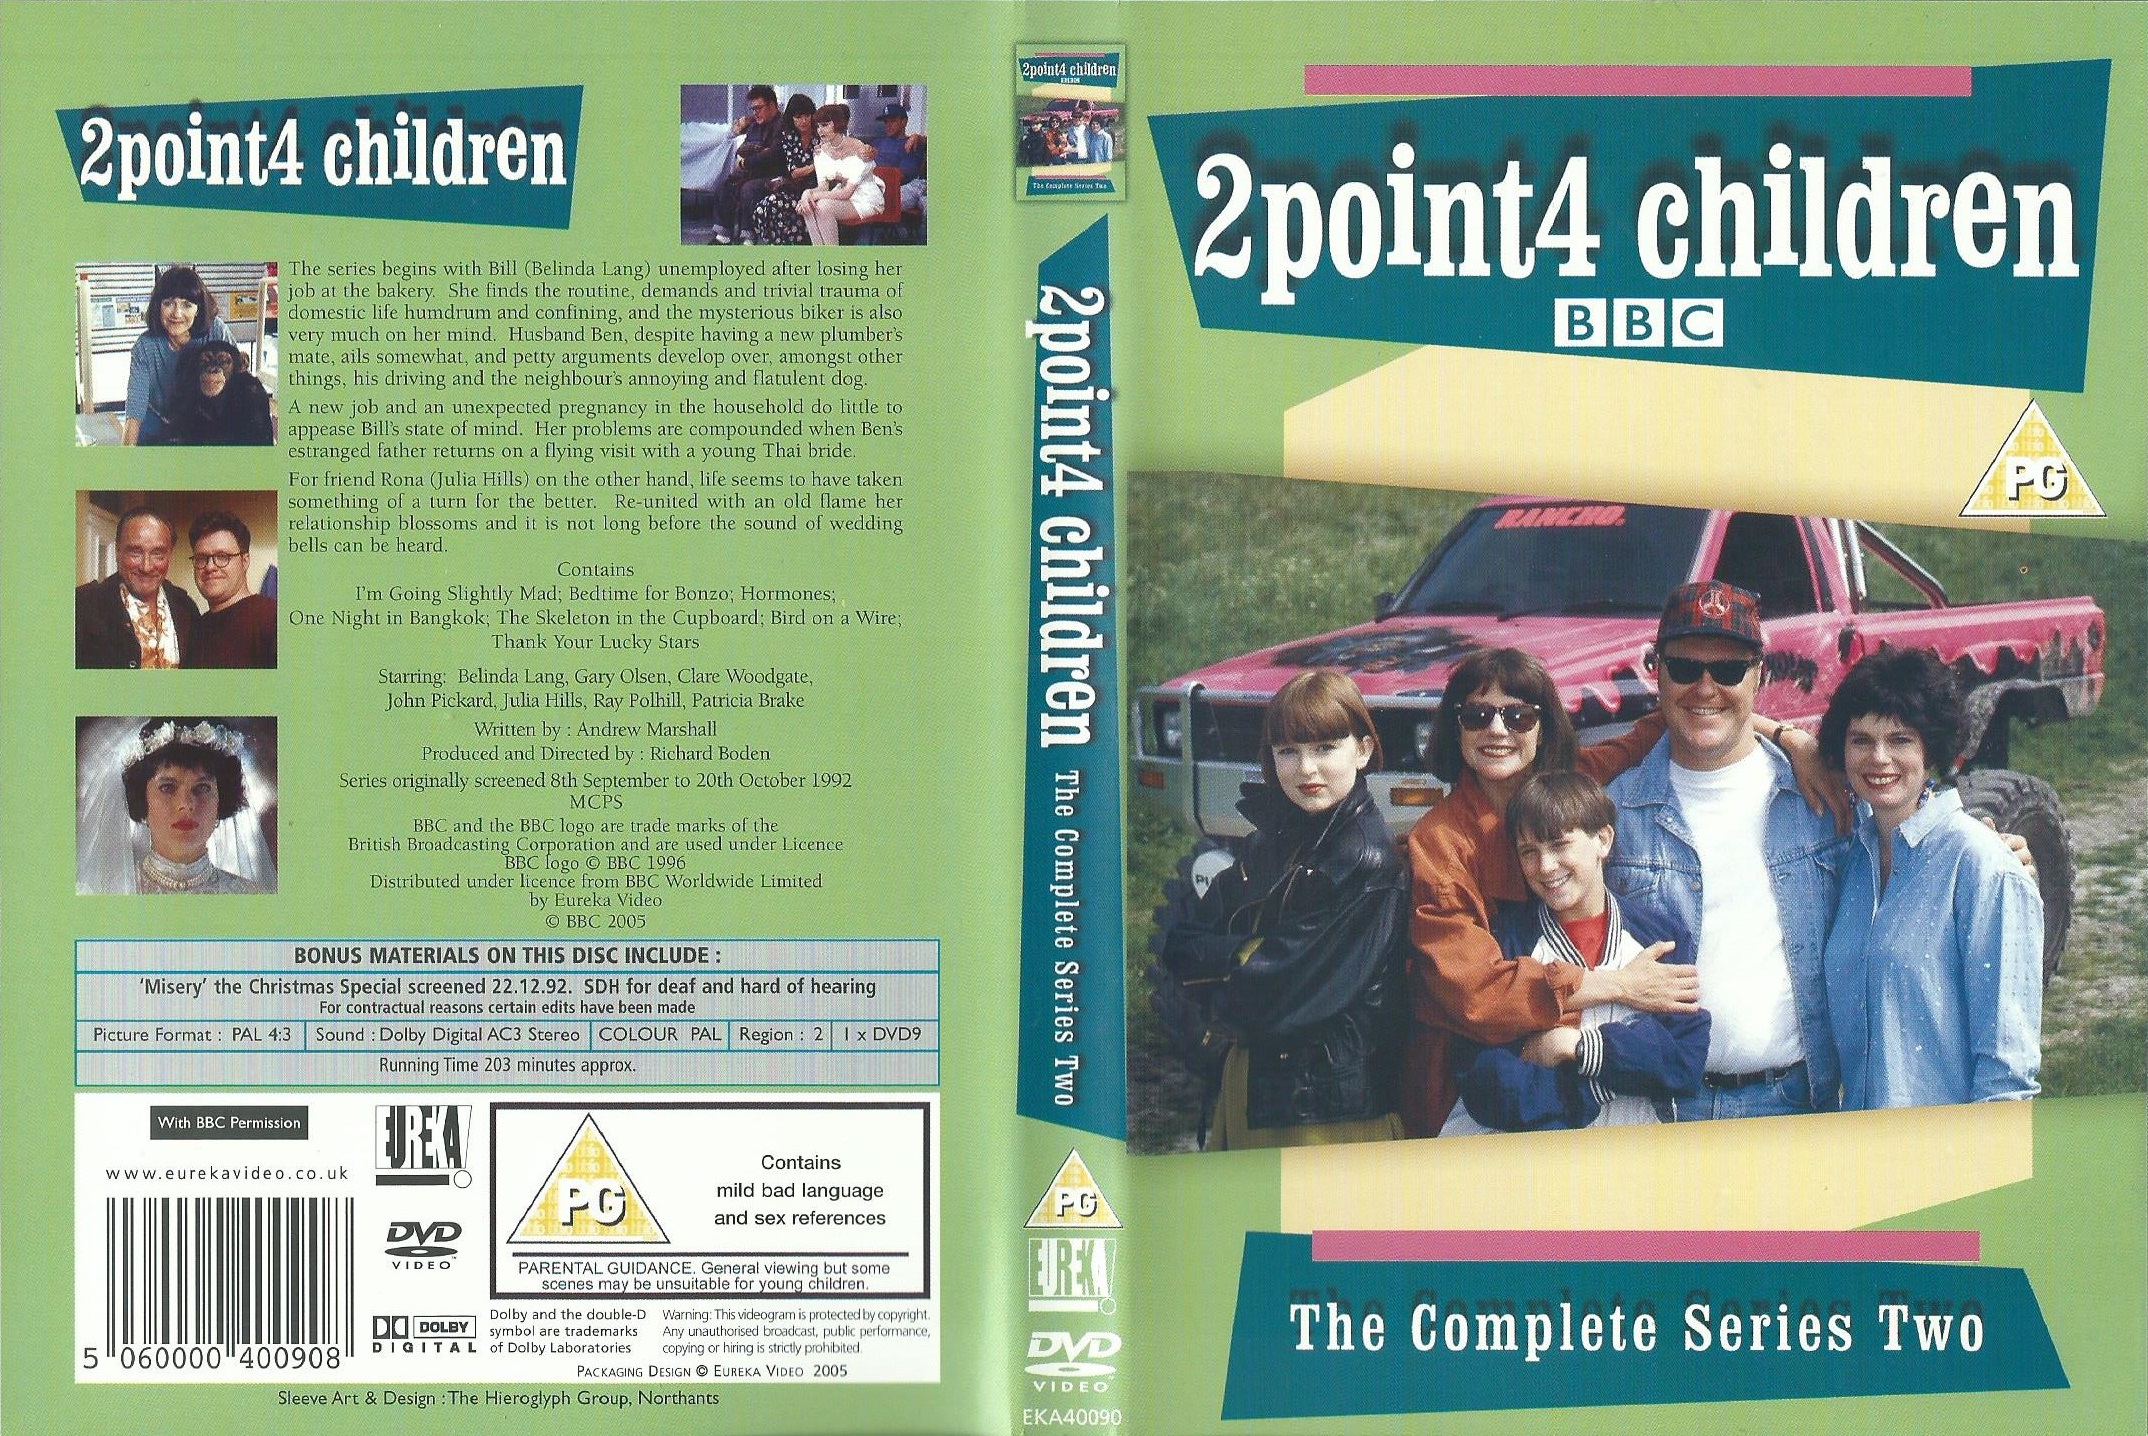 2point4 children
The series begins with Bill (Belinda Lang) unemployed after losing her
job at the bakery. She finds the routine, demands and trivial trauma of
domestic life humdrum and confining, and the mysterious biker is also
very much on her mind. Husband Ben, despite having a new plumber's
mate, ails somewhat, and petty arguments develop over, amongst other
things, his driving and the neighbour's annoying and flatulent dog.
A new job and an unexpected pregnancy in the household do little to
appease Bill's state of mind. Her problems are compounded when Ben's
estranged father returns on a flying visit with a young Thai bride.
For friend Rona (Julia Hills) on the other hand, life seems to have taken
something of a turn for the better. Re-united with an old flame her
relationship blossoms and it is not long before the sound of wedding
bells can be heard.
Contains
I'm Going Slightly Mad; Bedtime for Bonzo; Hormones;
One Night in Bangkok; The Skeleton in the Cupboard; Bird on a Wire;
Thank Your Lucky Stars
Starring: Belinda Lang, Gary Olsen, Clare Woodgate,
John Pickard, Julia Hills, Ray Polhill, Patricia Brake
Written by : Andrew Marshall
Produced and Directed by : Richard Boden
Series originally screened 8th September to 20th October 1992
MCPS
BBC and the BBC logo are trade marks of the
British Broadcasting Corporation and are used under Licence
BBC logo © BBC 1996
Distributed under licence from BBC Worldwide Limited
by Eureka Video
© BBC 2005
BONUS MATERIALS ON THIS DISC INCLUDE :
'Misery' the Christmas Special screened 22.12.92. SDH for deaf and hard of hearing
For contractual reasons certain edits have been made
Picture Format : PAL 4:3 Sound : Dolby Digital AC3 Stereo COLOUR PAL Region : 2 1 x DVD9
Running Time 203 minutes approx.
With BBC Permission
www.eurekavideo.co.uk
5 060000 400908
EUREKA!
DVD
VIDEO
DOLBY
DIGITAL
PG
Contains
mild bad language
and sex references
PARENTAL GUIDANCE. General viewing but some
scenes may be unsuitable for young children.
Dolby and the double-D
symbol are trademarks
of Dolby Laboratories
Warning: This videogram is protected by copyright.
Any unauthorised broadcast, public performance,
copying or hiring is strictly prohibited.
PACKAGING DESIGN © EUREKA VIDEO 2005
Sleeve Art & Design : The Hieroglyph Group, Northants
2point4 children
BBC
The Complete Series Two
2point4 children The Complete Series Two
PG
EUREKA!
DVD
VIDEO
EKA40090
2point4 children
BBC
PG
RANCHO.
The Complete Series Two